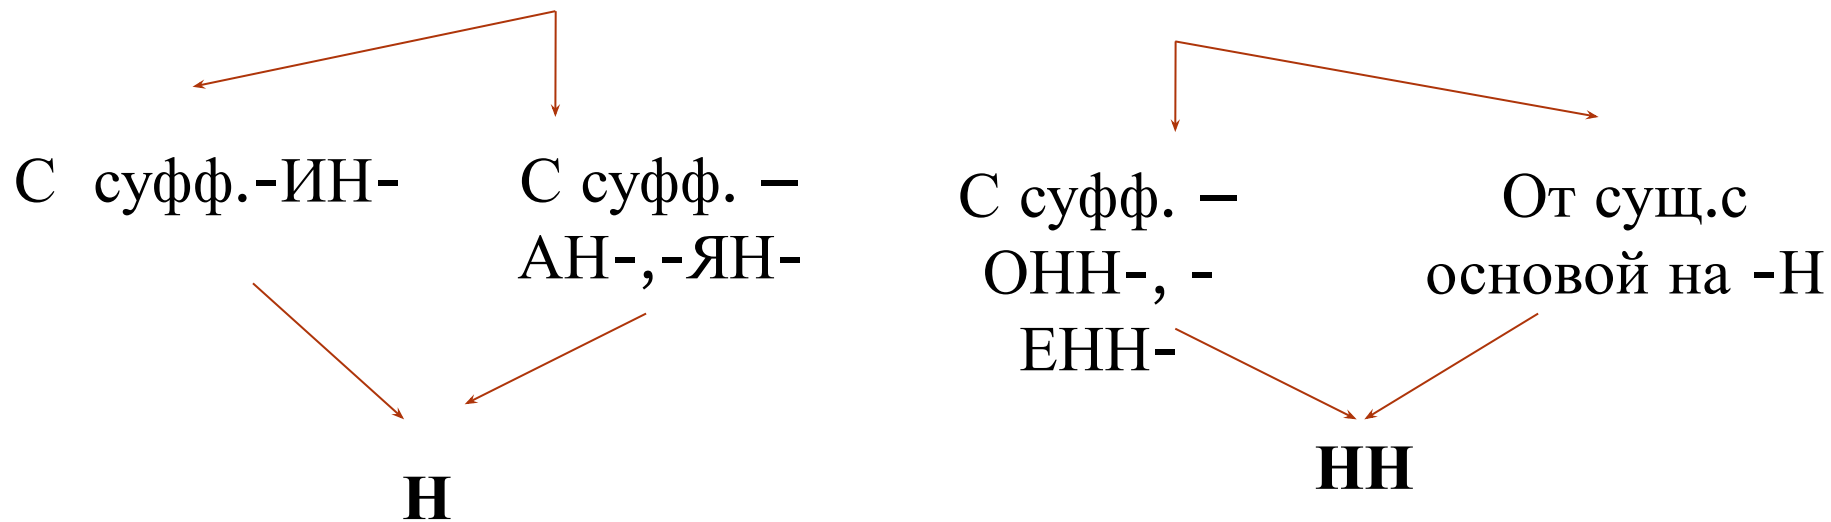 С суфф.-ИН-
С суфф. –
АН-,-ЯН-
Н
С суфф. –
ОНН-, -
ЕНН-
От сущ.с
основой на -Н
НН